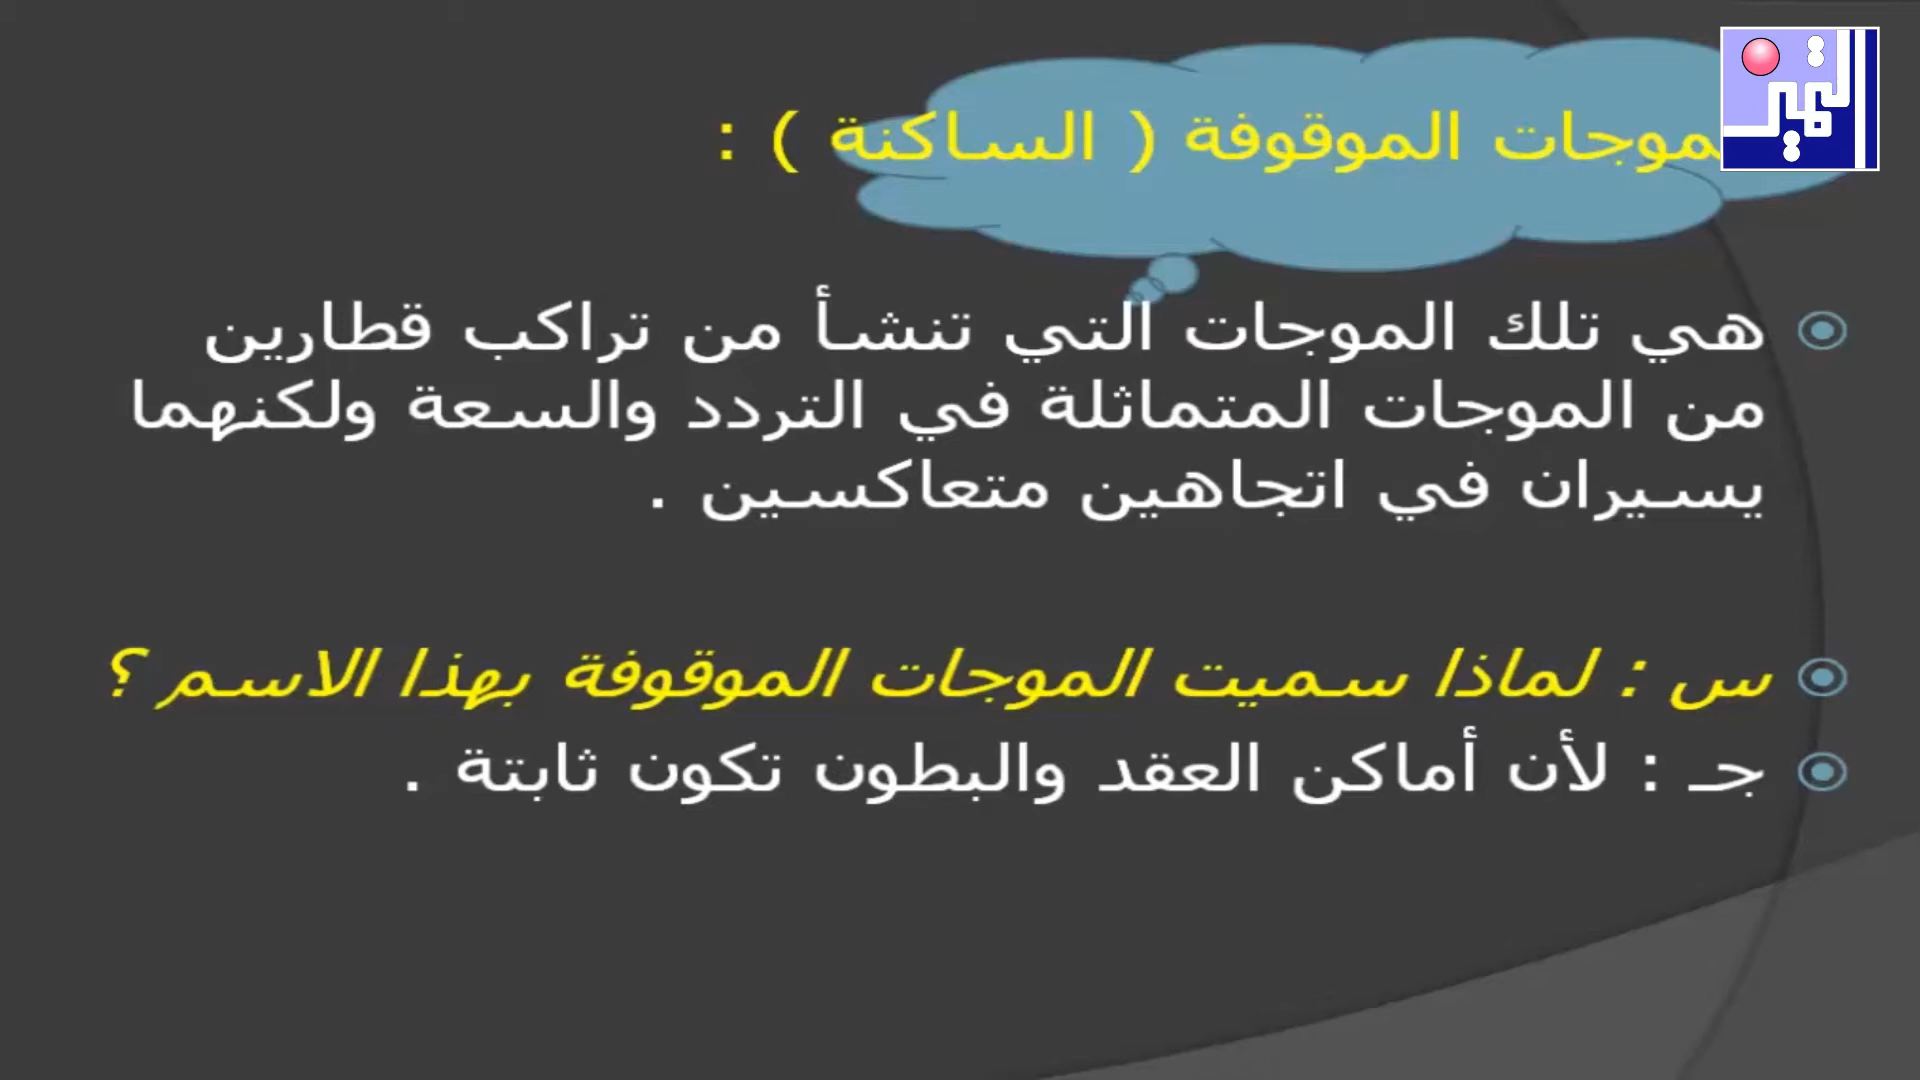 الموقوفة ( الساكنة ) :
هي تلك الموجات التي تنشأ من تراكب قطارين
من الموجات المتماثلة في التردد والسعة ولكنهما
يسيران في اتجاهين متعاكسين .
س : لماذا سميت الموجات الموقوفة بهذا الاسم ؟
جـ : لأن أماكن العقد والبطون تكون ثابتة .